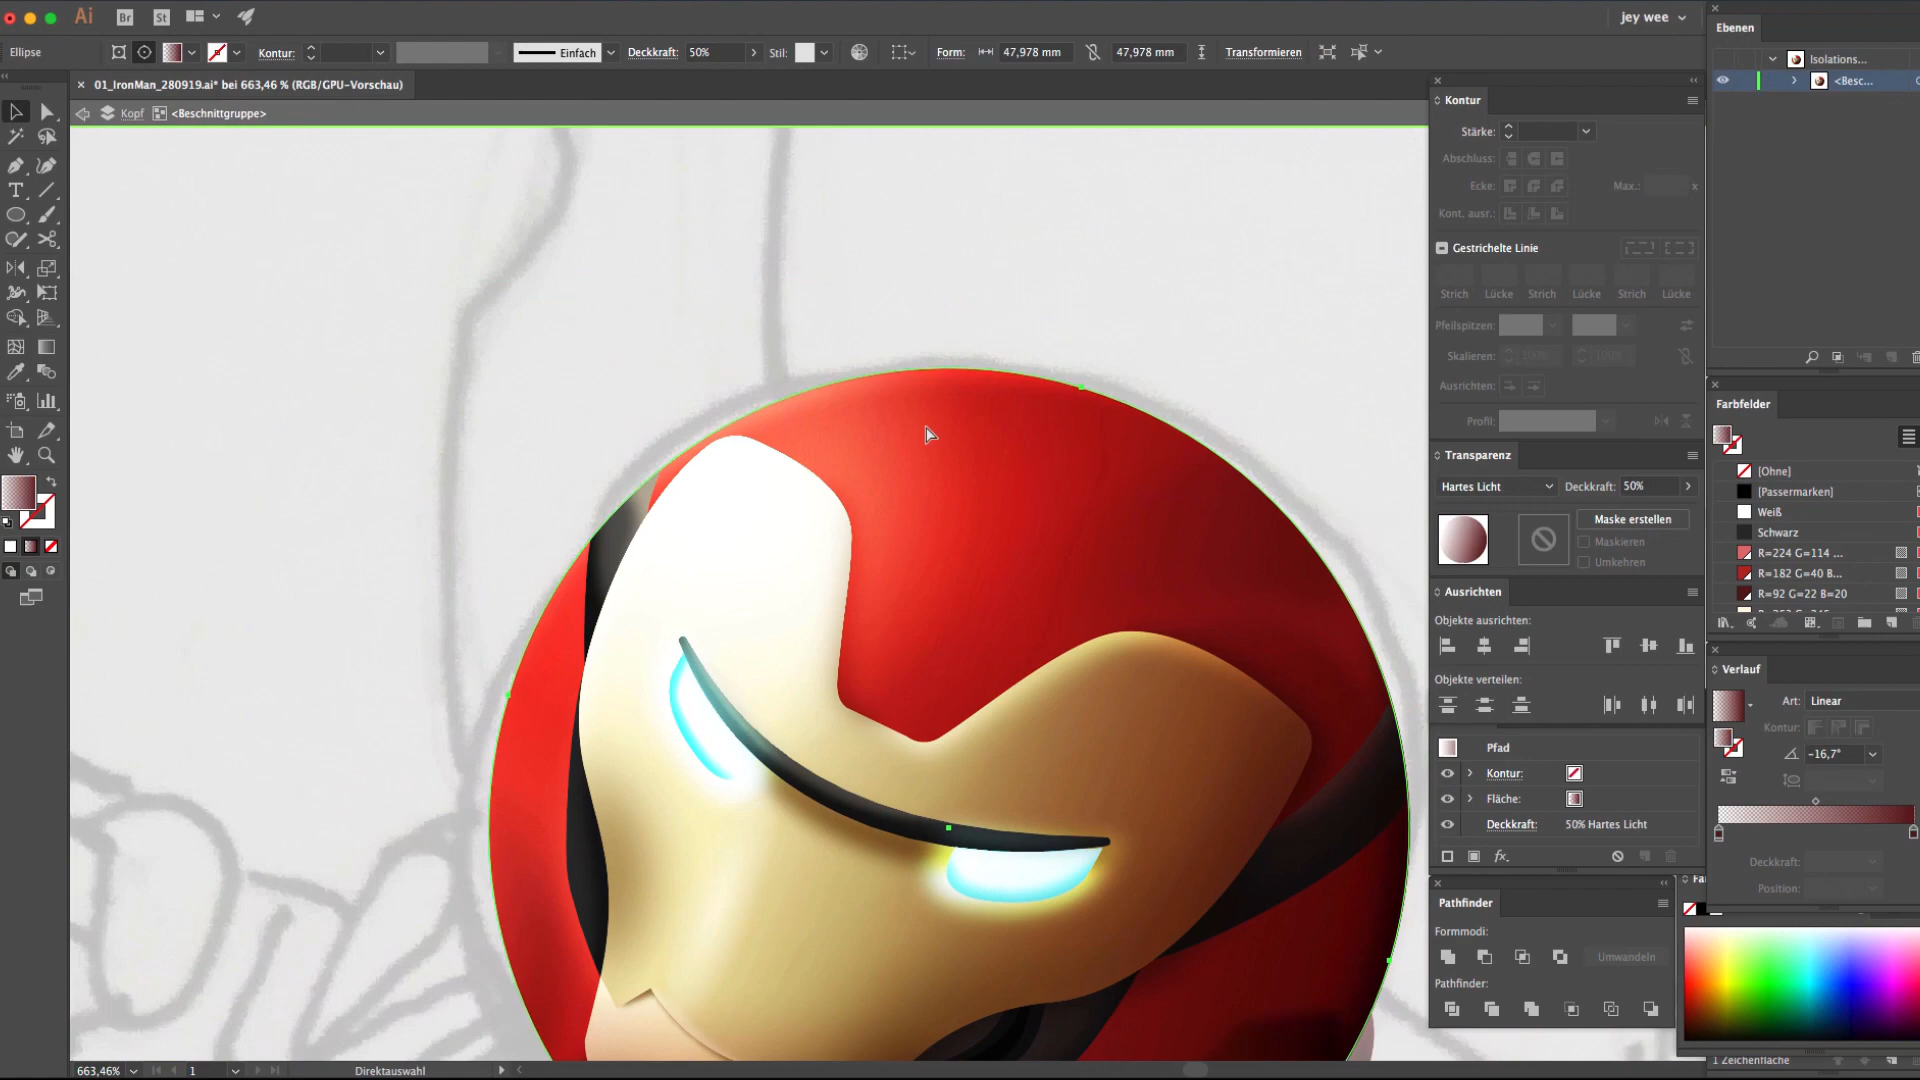 Ai Br St jey wee
Ellipse Kontur: Einfach Deckkraft: 50% Stil: Form: 47,978 mm 47,978 mm Transformieren
× 01_IronMan_280919.ai* bei 663,46 % (RGB/GPU-Vorschau)
Kopf <Beschnittgruppe>
Kontur
Stärke:
Abschluss:
Ecke: Max.: x
Kont. ausr.:
Gestrichelte Linie
Strich Lücke Strich Lücke Strich Lücke
Pfeilspitzen:
Skalieren: 100% 100%
Ausrichten:
Profil:
Transparenz
Hartes Licht Deckkraft: 50%
Maske erstellen
Maskieren
Umkehren
Ausrichten
Objekte ausrichten:
Objekte verteilen:
Pfad
Kontur:
Fläche:
Deckkraft: 50% Hartes Licht
fx.
Pathfinder
Formmodi:
Umwandeln
Pathfinder:
Ebenen
Isolations...
<Besc...
Farbfelder
[Ohne]
[Passermarken]
Weiß
Schwarz
R=224 G=114 ...
R=182 G=40 B...
R=92 G=22 B=20
Verlauf
Art: Linear
Kontur:
-16,7°
Deckkraft:
Position:
Fa
1 Zeichenfläche
663,46% 1 Direktauswahl